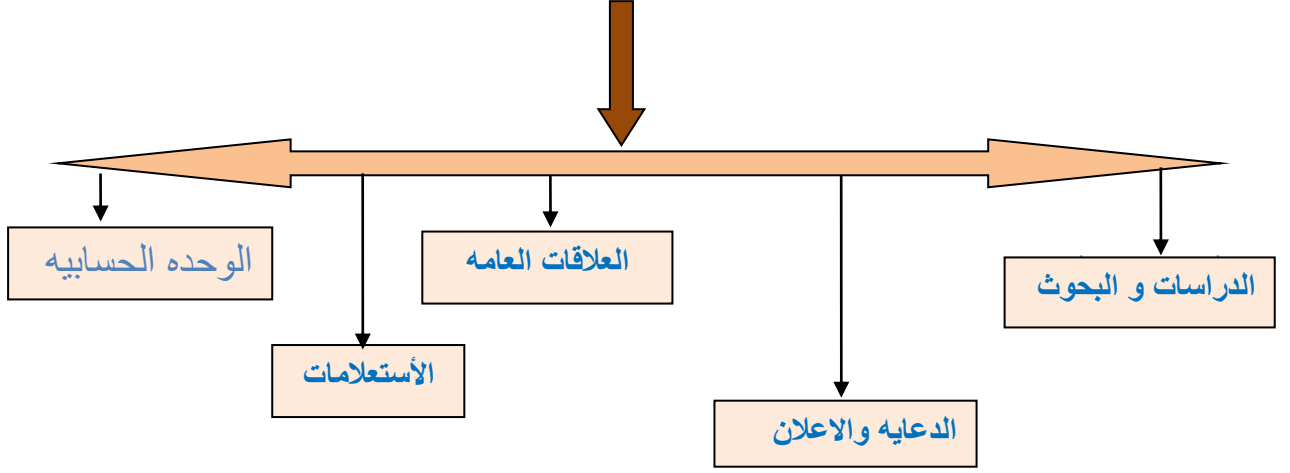 العلاقات العامه
الوحده الحسابيه
الدراسات و البحوث
الأستعلامات
الدعايه والاعلان